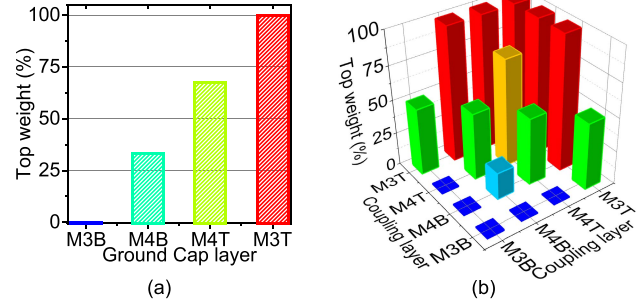 100
75
50
25
0
Top weight (%)
M3B M4B M4T M3T
Ground Cap layer
(a)
100
75
50
25
0
Top weight (%)
M3T
M4T
M4B
M3B
Coupling layer
M3B
M4B
M4T
M3T
Coupling layer
(b)